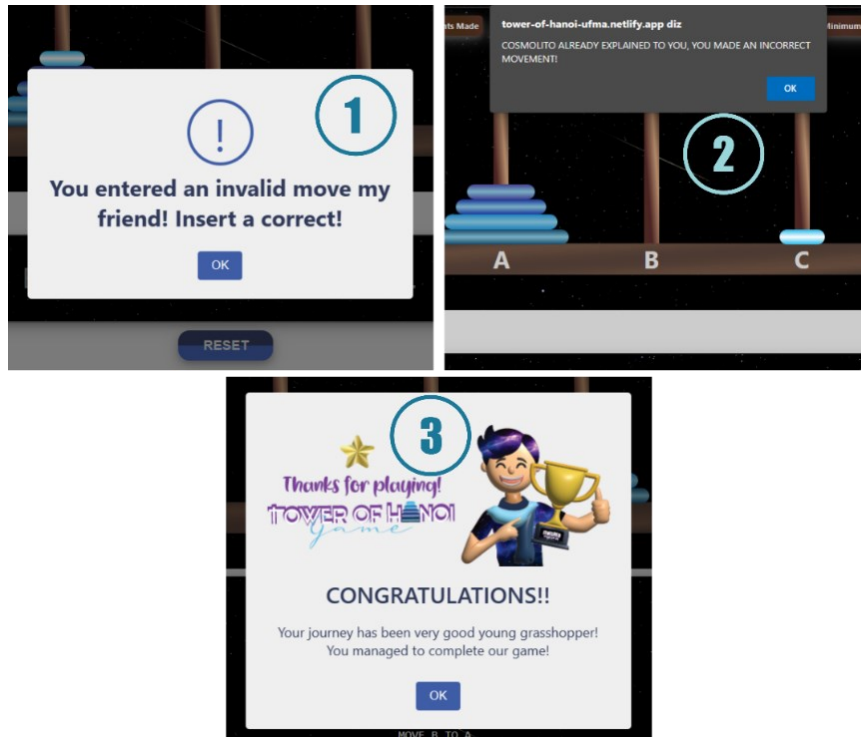 1
You entered an invalid move my
friend! Insert a correct!
OK
RESET
ts Made
tower-of-hanoi-ufma.netlify.app diz
Minimum
COSMOLITO ALREADY EXPLAINED TO YOU, YOU MADE AN INCORRECT
MOVEMENT!
OK
2
A B C
3
Thanks for playing!
TOWER OF HANOI
Game
CONGRATULATIONS!!
Your journey has been very good young grasshopper!
You managed to complete our game!
OK
MOVE B TO A